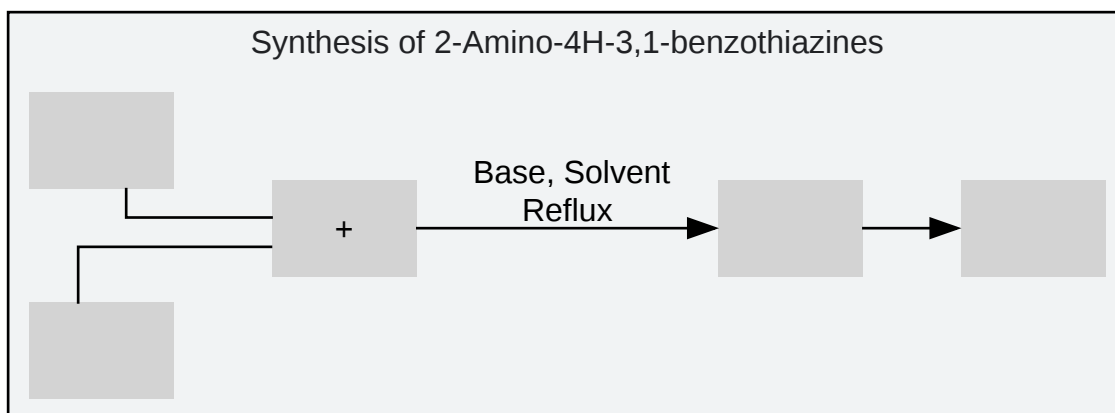 Synthesis of 2-Amino-4H-3,1-benzothiazines
Base, Solvent
Reflux
+